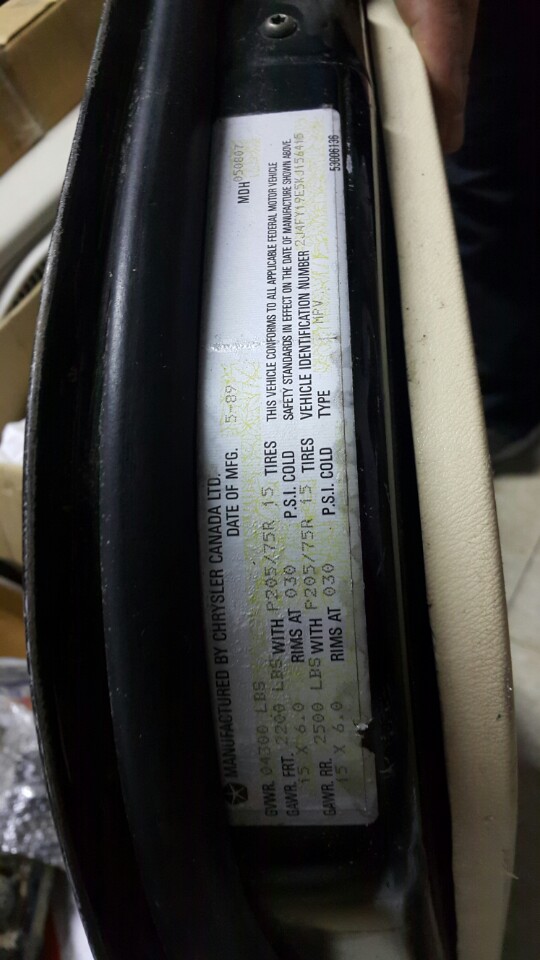 MANUFACTURED BY CHRYSLER CANADA LTD.
DATE OF MFG. 5-89 MDH 050807
GVWR. 04300 LBS
GAWR. FRT. 2200 LBS WITH P205/75R 15 TIRES
15 X 6.0 RIMS AT 030 P.S.I. COLD
GAWR. RR. 2500 LBS WITH P205/75R 15 TIRES
15 X 6.0 RIMS AT 030 P.S.I. COLD
THIS VEHICLE CONFORMS TO ALL APPLICABLE FEDERAL MOTOR VEHICLE
SAFETY STANDARDS IN EFFECT ON THE DATE OF MANUFACTURE SHOWN ABOVE.
VEHICLE IDENTIFICATION NUMBER 2J4FY19E5KJ156415
TYPE MPV
53006136